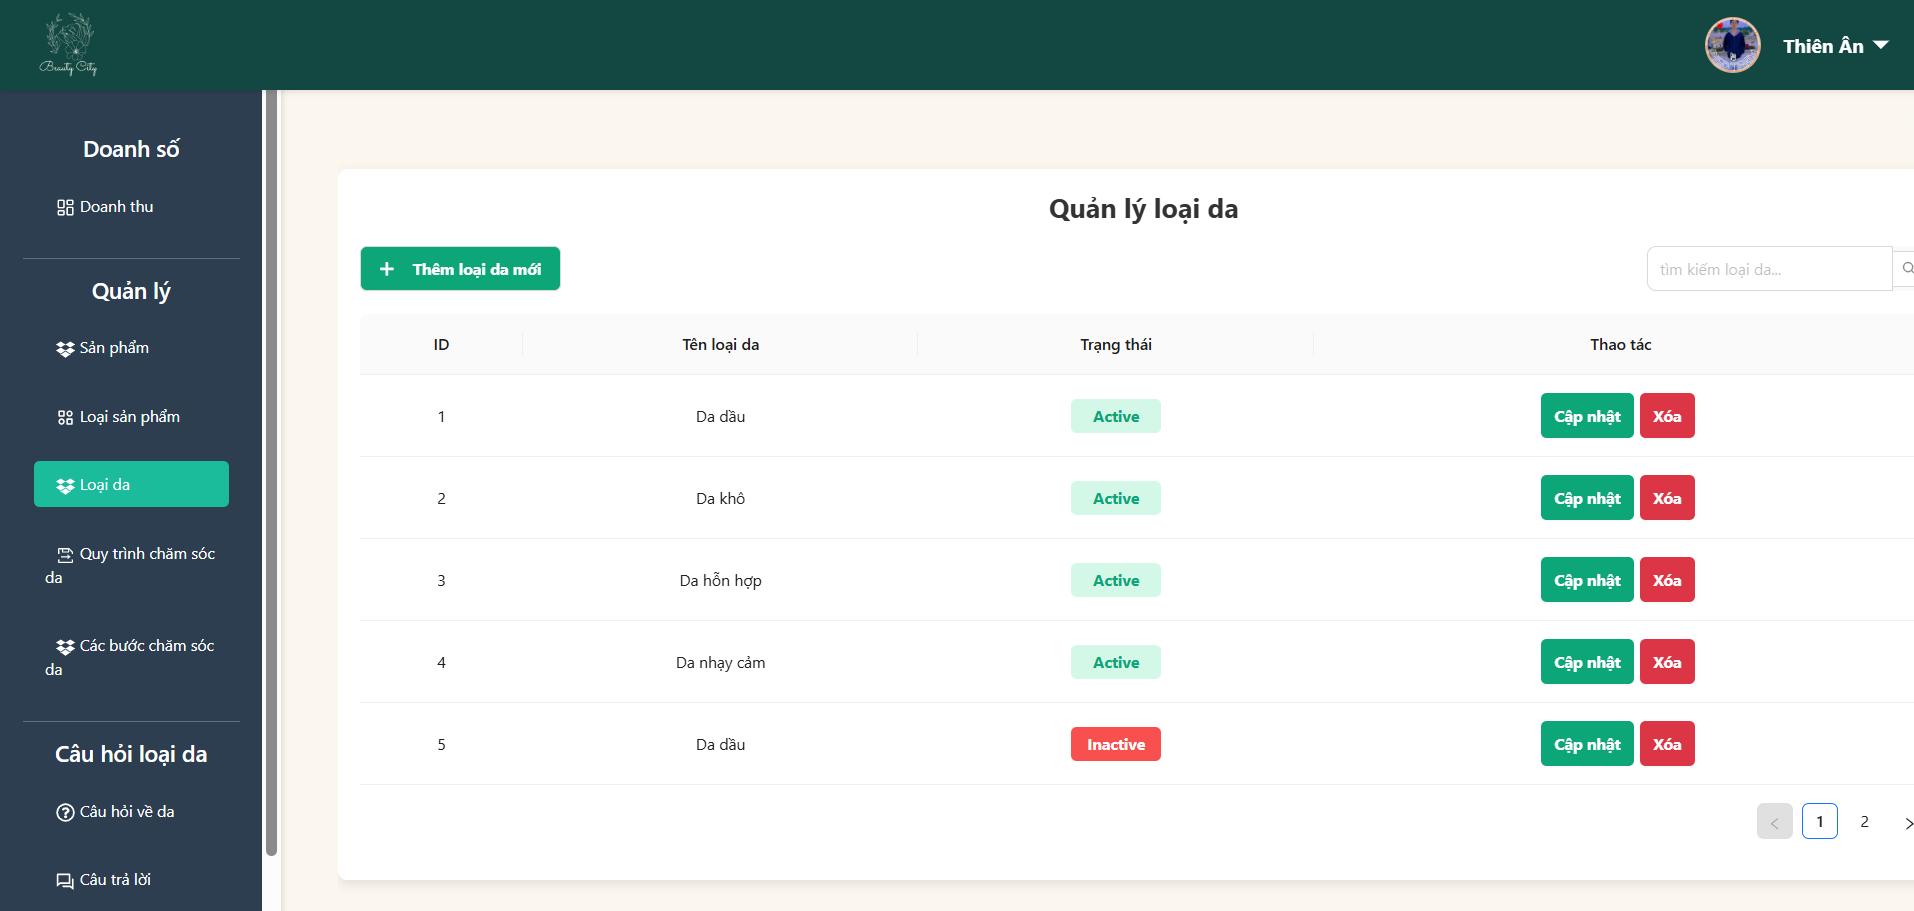 Beauty City
Thiên Ân
Doanh số
Doanh thu
Quản lý
Sản phẩm
Loại sản phẩm
Loại da
Quy trình chăm sóc
da
Các bước chăm sóc
da
Câu hỏi loại da
Câu hỏi về da
Câu trả lời
Quản lý loại da
+ Thêm loại da mới
tìm kiếm loại da...
ID Tên loại da Trạng thái Thao tác
1 Da dầu Active Cập nhật Xóa
2 Da khô Active Cập nhật Xóa
3 Da hỗn hợp Active Cập nhật Xóa
4 Da nhạy cảm Active Cập nhật Xóa
5 Da dầu Inactive Cập nhật Xóa
< 1 2 >